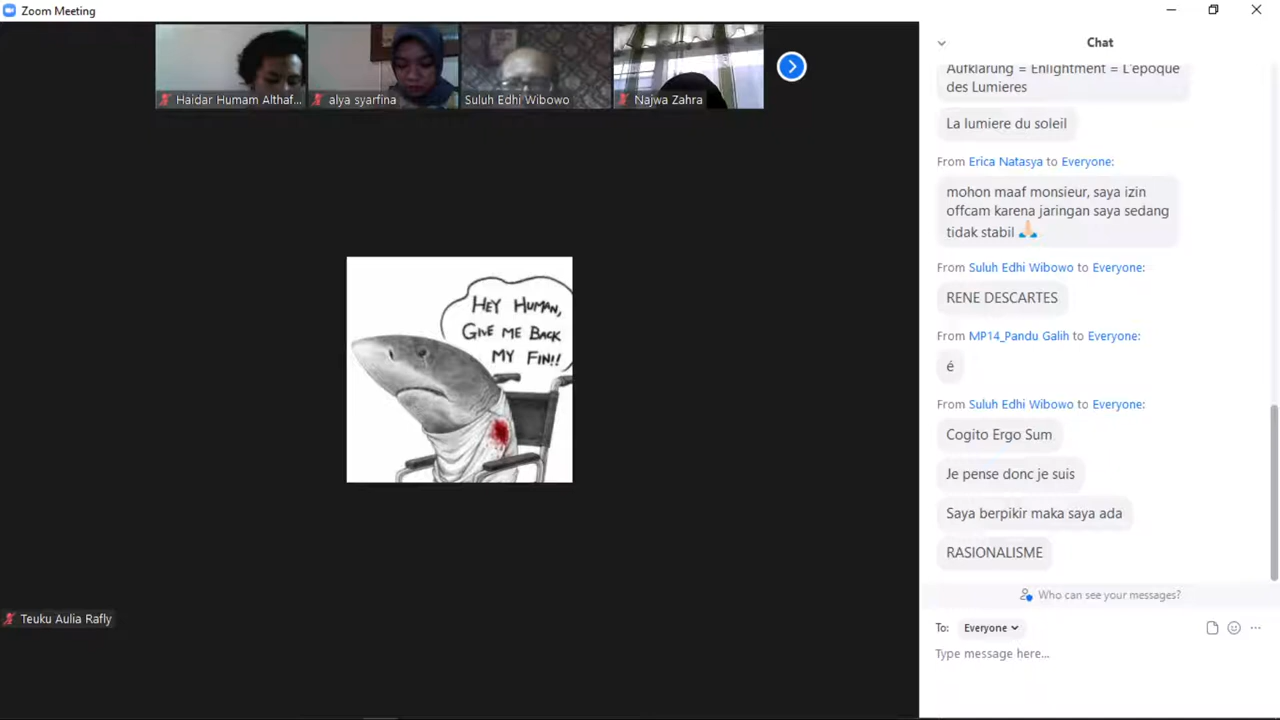 Zoom Meeting
Haidar Humam Althaf...
alya syarfina
Suluh Edhi Wibowo
Najwa Zahra
HEY HUMAN,
GIVE ME BACK
MY FIN!!
Teuku Aulia Rafly
Chat
Aufklarung = Enlightment = L'epoque
des Lumieres
La lumiere du soleil
From Erica Natasya to Everyone:
mohon maaf monsieur, saya izin
offcam karena jaringan saya sedang
tidak stabil 🙏🏻
From Suluh Edhi Wibowo to Everyone:
RENE DESCARTES
From MP14_Pandu Galih to Everyone:
é
From Suluh Edhi Wibowo to Everyone:
Cogito Ergo Sum
Je pense donc je suis
Saya berpikir maka saya ada
RASIONALISME
Who can see your messages?
To: Everyone
Type message here...